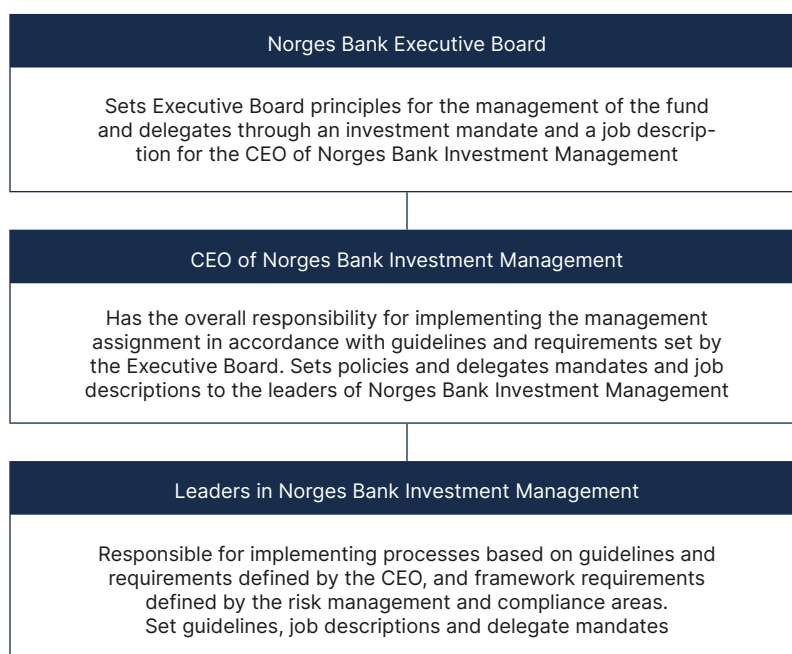 Norges Bank Executive Board
Sets Executive Board principles for the management of the fund
and delegates through an investment mandate and a job descrip-
tion for the CEO of Norges Bank Investment Management
CEO of Norges Bank Investment Management
Has the overall responsibility for implementing the management
assignment in accordance with guidelines and requirements set by
the Executive Board. Sets policies and delegates mandates and job
descriptions to the leaders of Norges Bank Investment Management
Leaders in Norges Bank Investment Management
Responsible for implementing processes based on guidelines and
requirements defined by the CEO, and framework requirements
defined by the risk management and compliance areas.
Set guidelines, job descriptions and delegate mandates